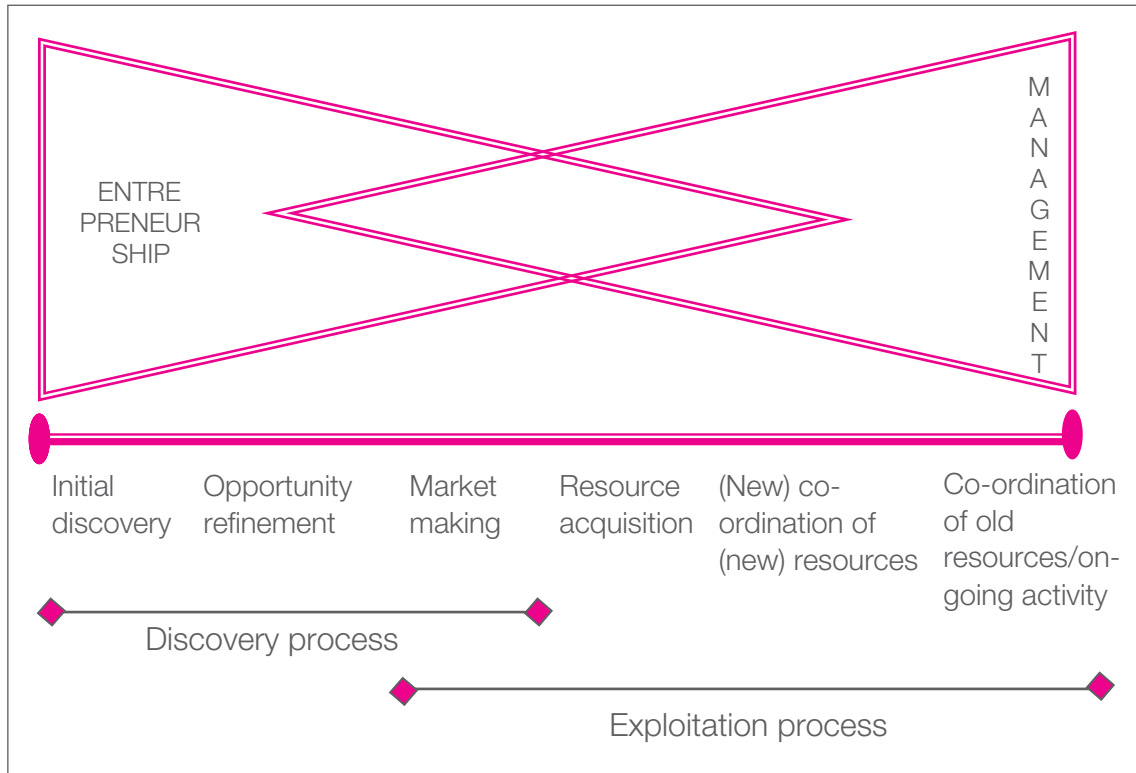 ENTRE
PRENEUR
SHIP
M
A
N
A
G
E
M
E
N
T
Initial
discovery
Opportunity
refinement
Market
making
Resource
acquisition
(New) co-
ordination of
(new) resources
Co-ordination
of old
resources/on-
going activity
Discovery process
Exploitation process